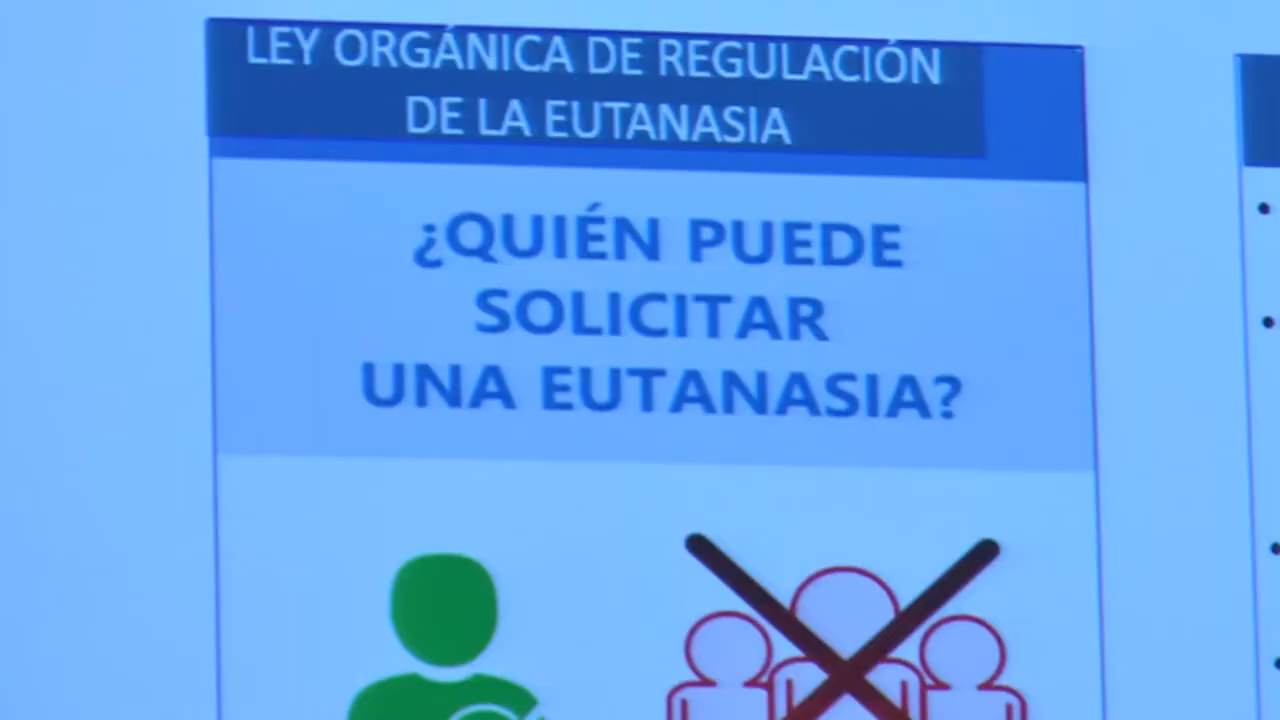 LEY ORGÁNICA DE REGULACIÓN
DE LA EUTANASIA
¿QUIÉN PUEDE
SOLICITAR
UNA EUTANASIA?